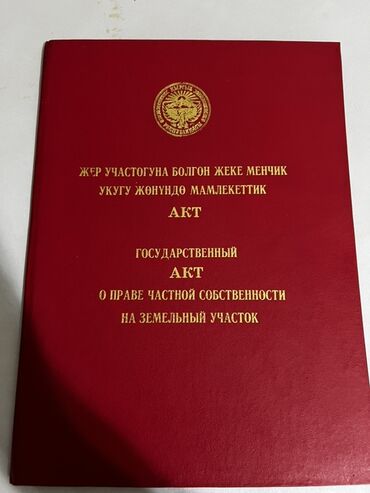 ЖЕР УЧАСТОГУНА БОЛГОН ЖЕКЕ МЕНЧИК
УКУГУ ЖӨНҮНДӨ МАМЛЕКЕТТИК
АКТ
ГОСУДАРСТВЕННЫЙ
АКТ
О ПРАВЕ ЧАСТНОЙ СОБСТВЕННОСТИ
НА ЗЕМЕЛЬНЫЙ УЧАСТОК